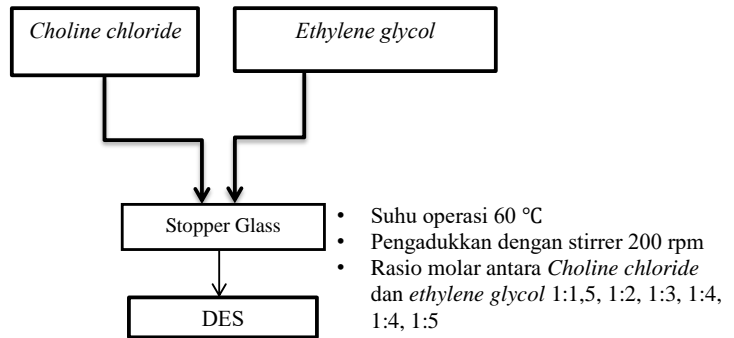 Choline chloride
Ethylene glycol
Stopper Glass
• Suhu operasi 60 ℃
• Pengadukkan dengan stirrer 200 rpm
• Rasio molar antara Choline chloride
dan ethylene glycol 1:1,5, 1:2, 1:3, 1:4,
1:4, 1:5
DES